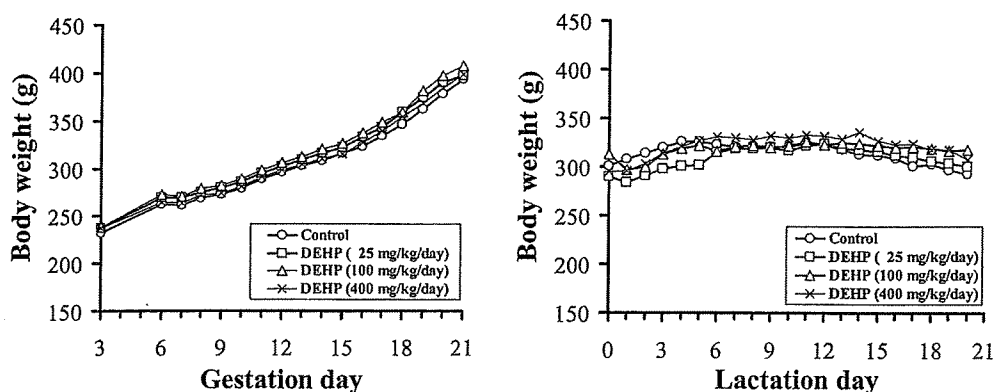 450
400
350
300
250
200
150
Body weight (g)
Control
DEHP ( 25 mg/kg/day)
DEHP (100 mg/kg/day)
DEHP (400 mg/kg/day)
3 6 9 12 15 18 21
Gestation day
450
400
350
300
250
200
150
Body weight (g)
Control
DEHP ( 25 mg/kg/day)
DEHP (100 mg/kg/day)
DEHP (400 mg/kg/day)
0 3 6 9 12 15 18 21
Lactation day